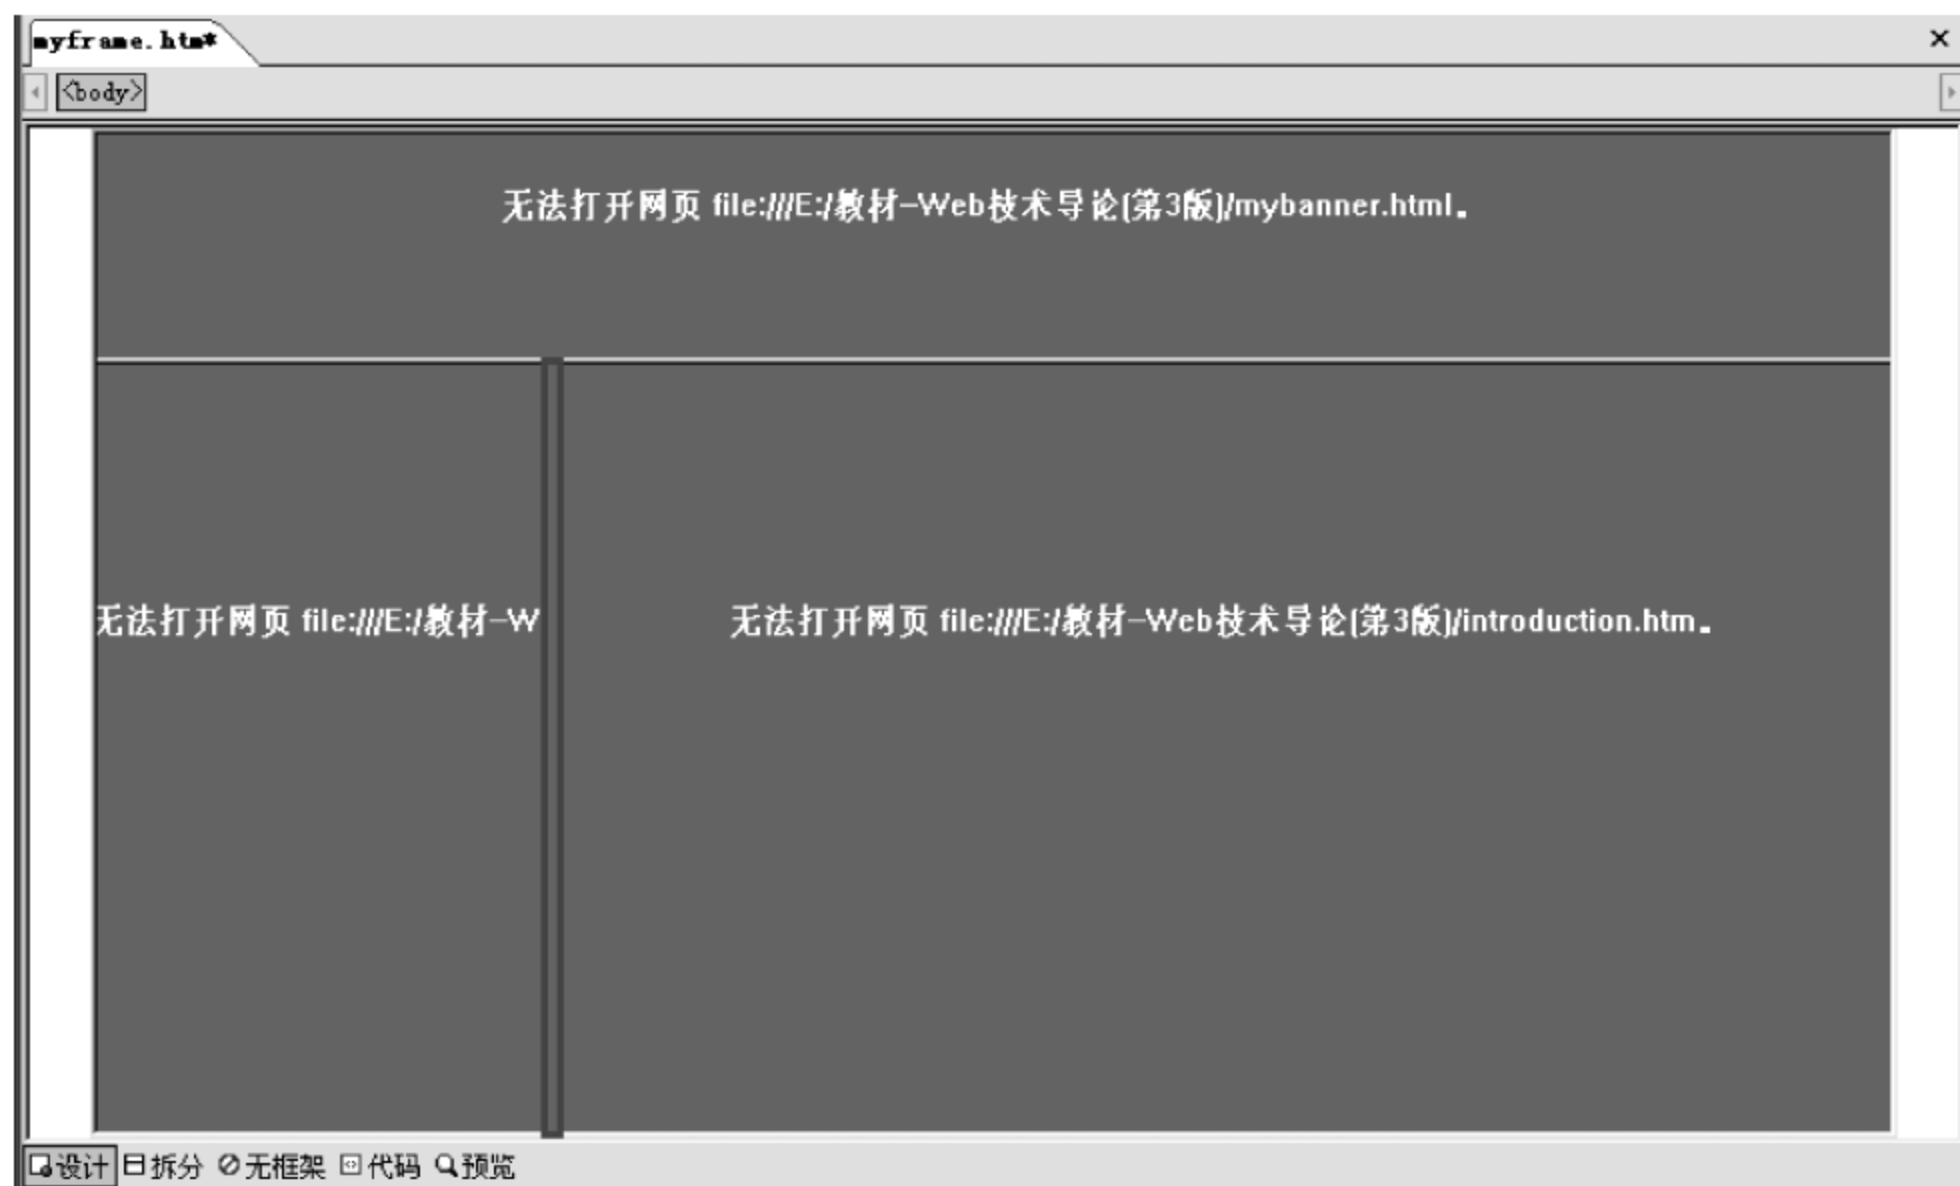 myframe.htm*
<body>
无法打开网页 file:///E:/教材-Web技术导论(第3版)/mybanner.html。
无法打开网页 file:///E:/教材-W
无法打开网页 file:///E:/教材-Web技术导论(第3版)/introduction.htm。
设计 拆分 无框架 代码 预览